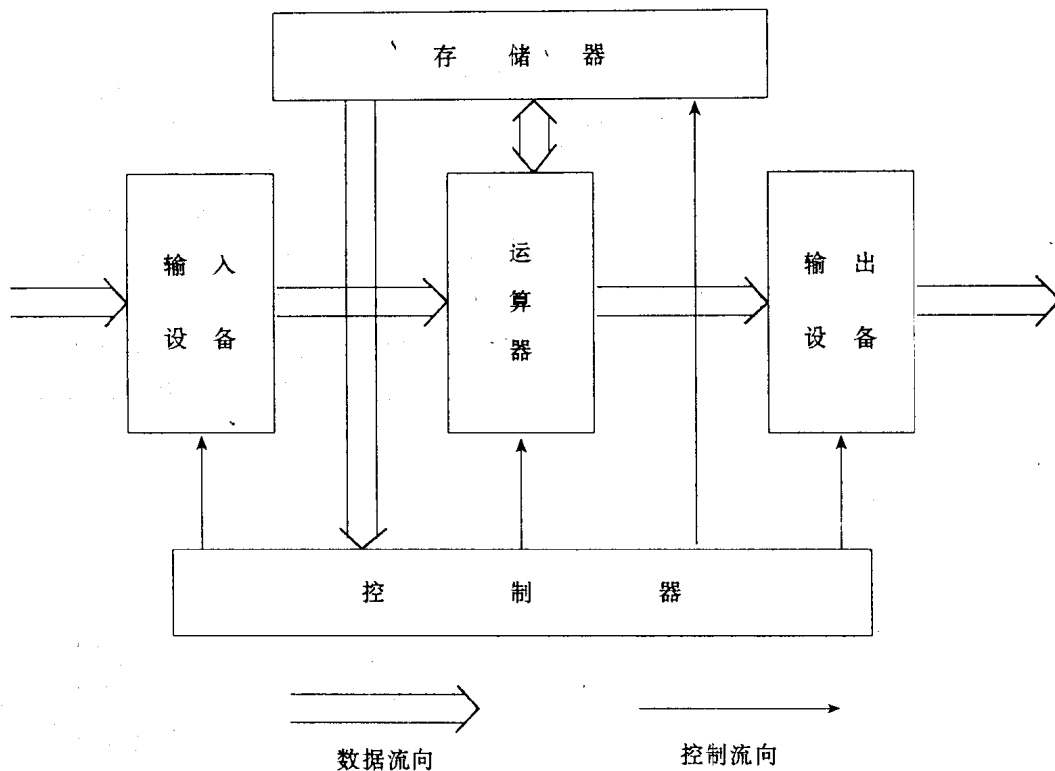 存储器
输入
设备
运
算
器
输出
设备
控制器
数据流向
控制流向